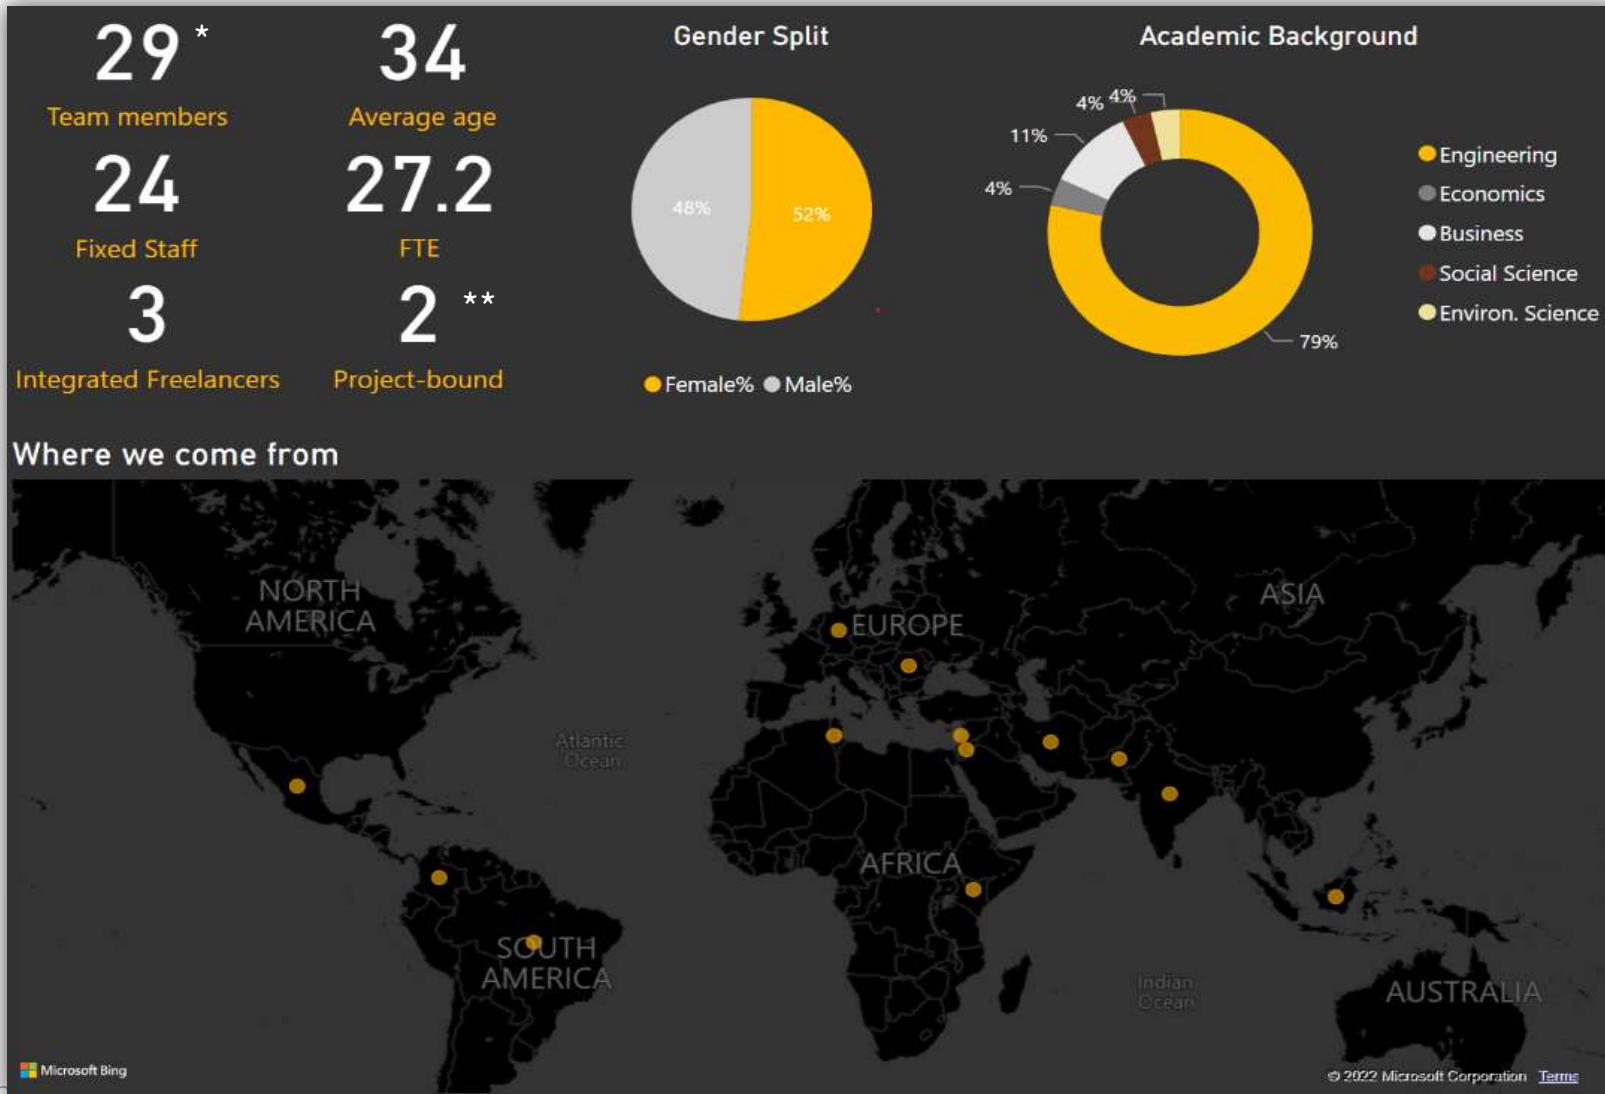 29 *
Team members
34
Average age
24
Fixed Staff
27.2
FTE
3
Integrated Freelancers
2 **
Project-bound
Gender Split
48%
52%
Female% Male%
Academic Background
4%
4%
11%
4%
79%
Engineering
Economics
Business
Social Science
Environ. Science
Where we come from
NORTH
AMERICA
EUROPE
ASIA
Atlantic
Ocean
AFRICA
SOUTH
AMERICA
Indian
Ocean
AUSTRALIA
Microsoft Bing
© 2022 Microsoft Corporation Terms